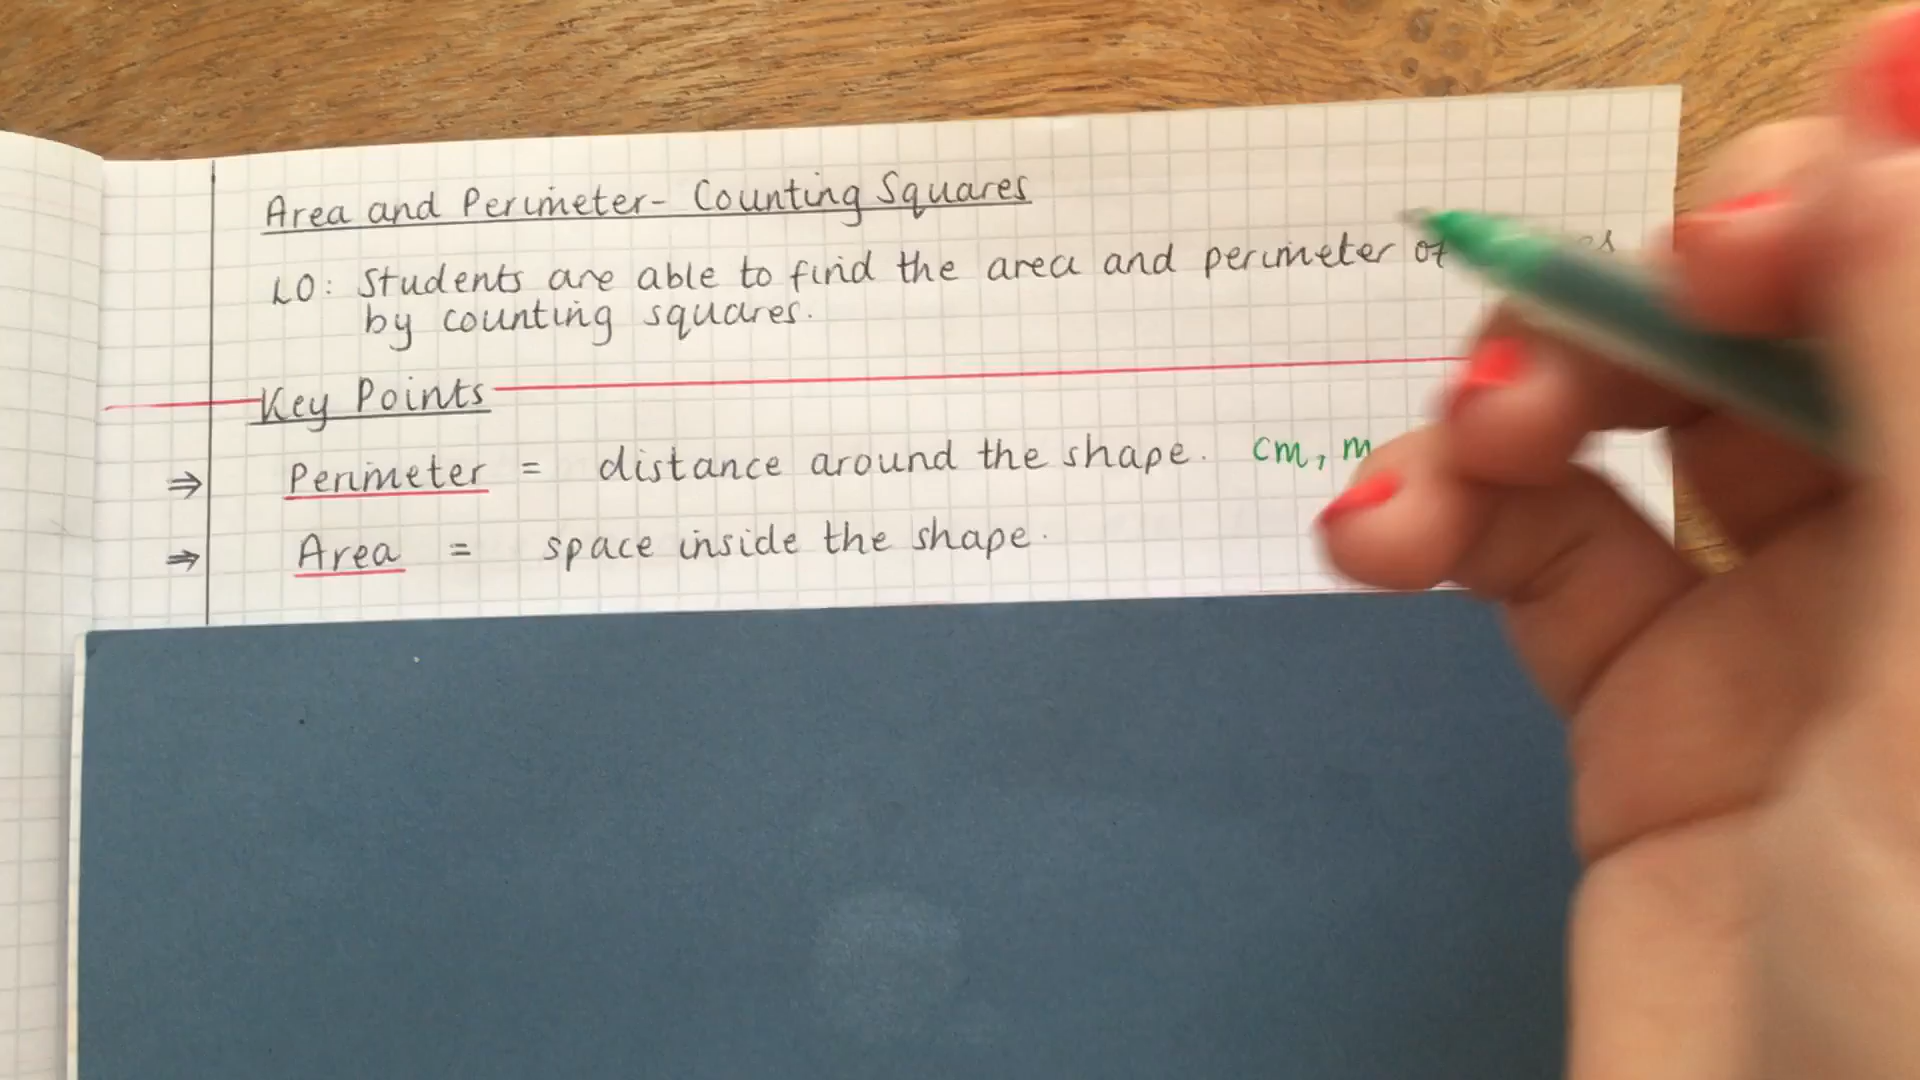 Area and Perimeter- Counting Squares
LO: Students are able to find the area and perimeter of
by counting squares.
Key Points
⇒ Perimeter = distance around the shape. cm, m
⇒ Area = space inside the shape.